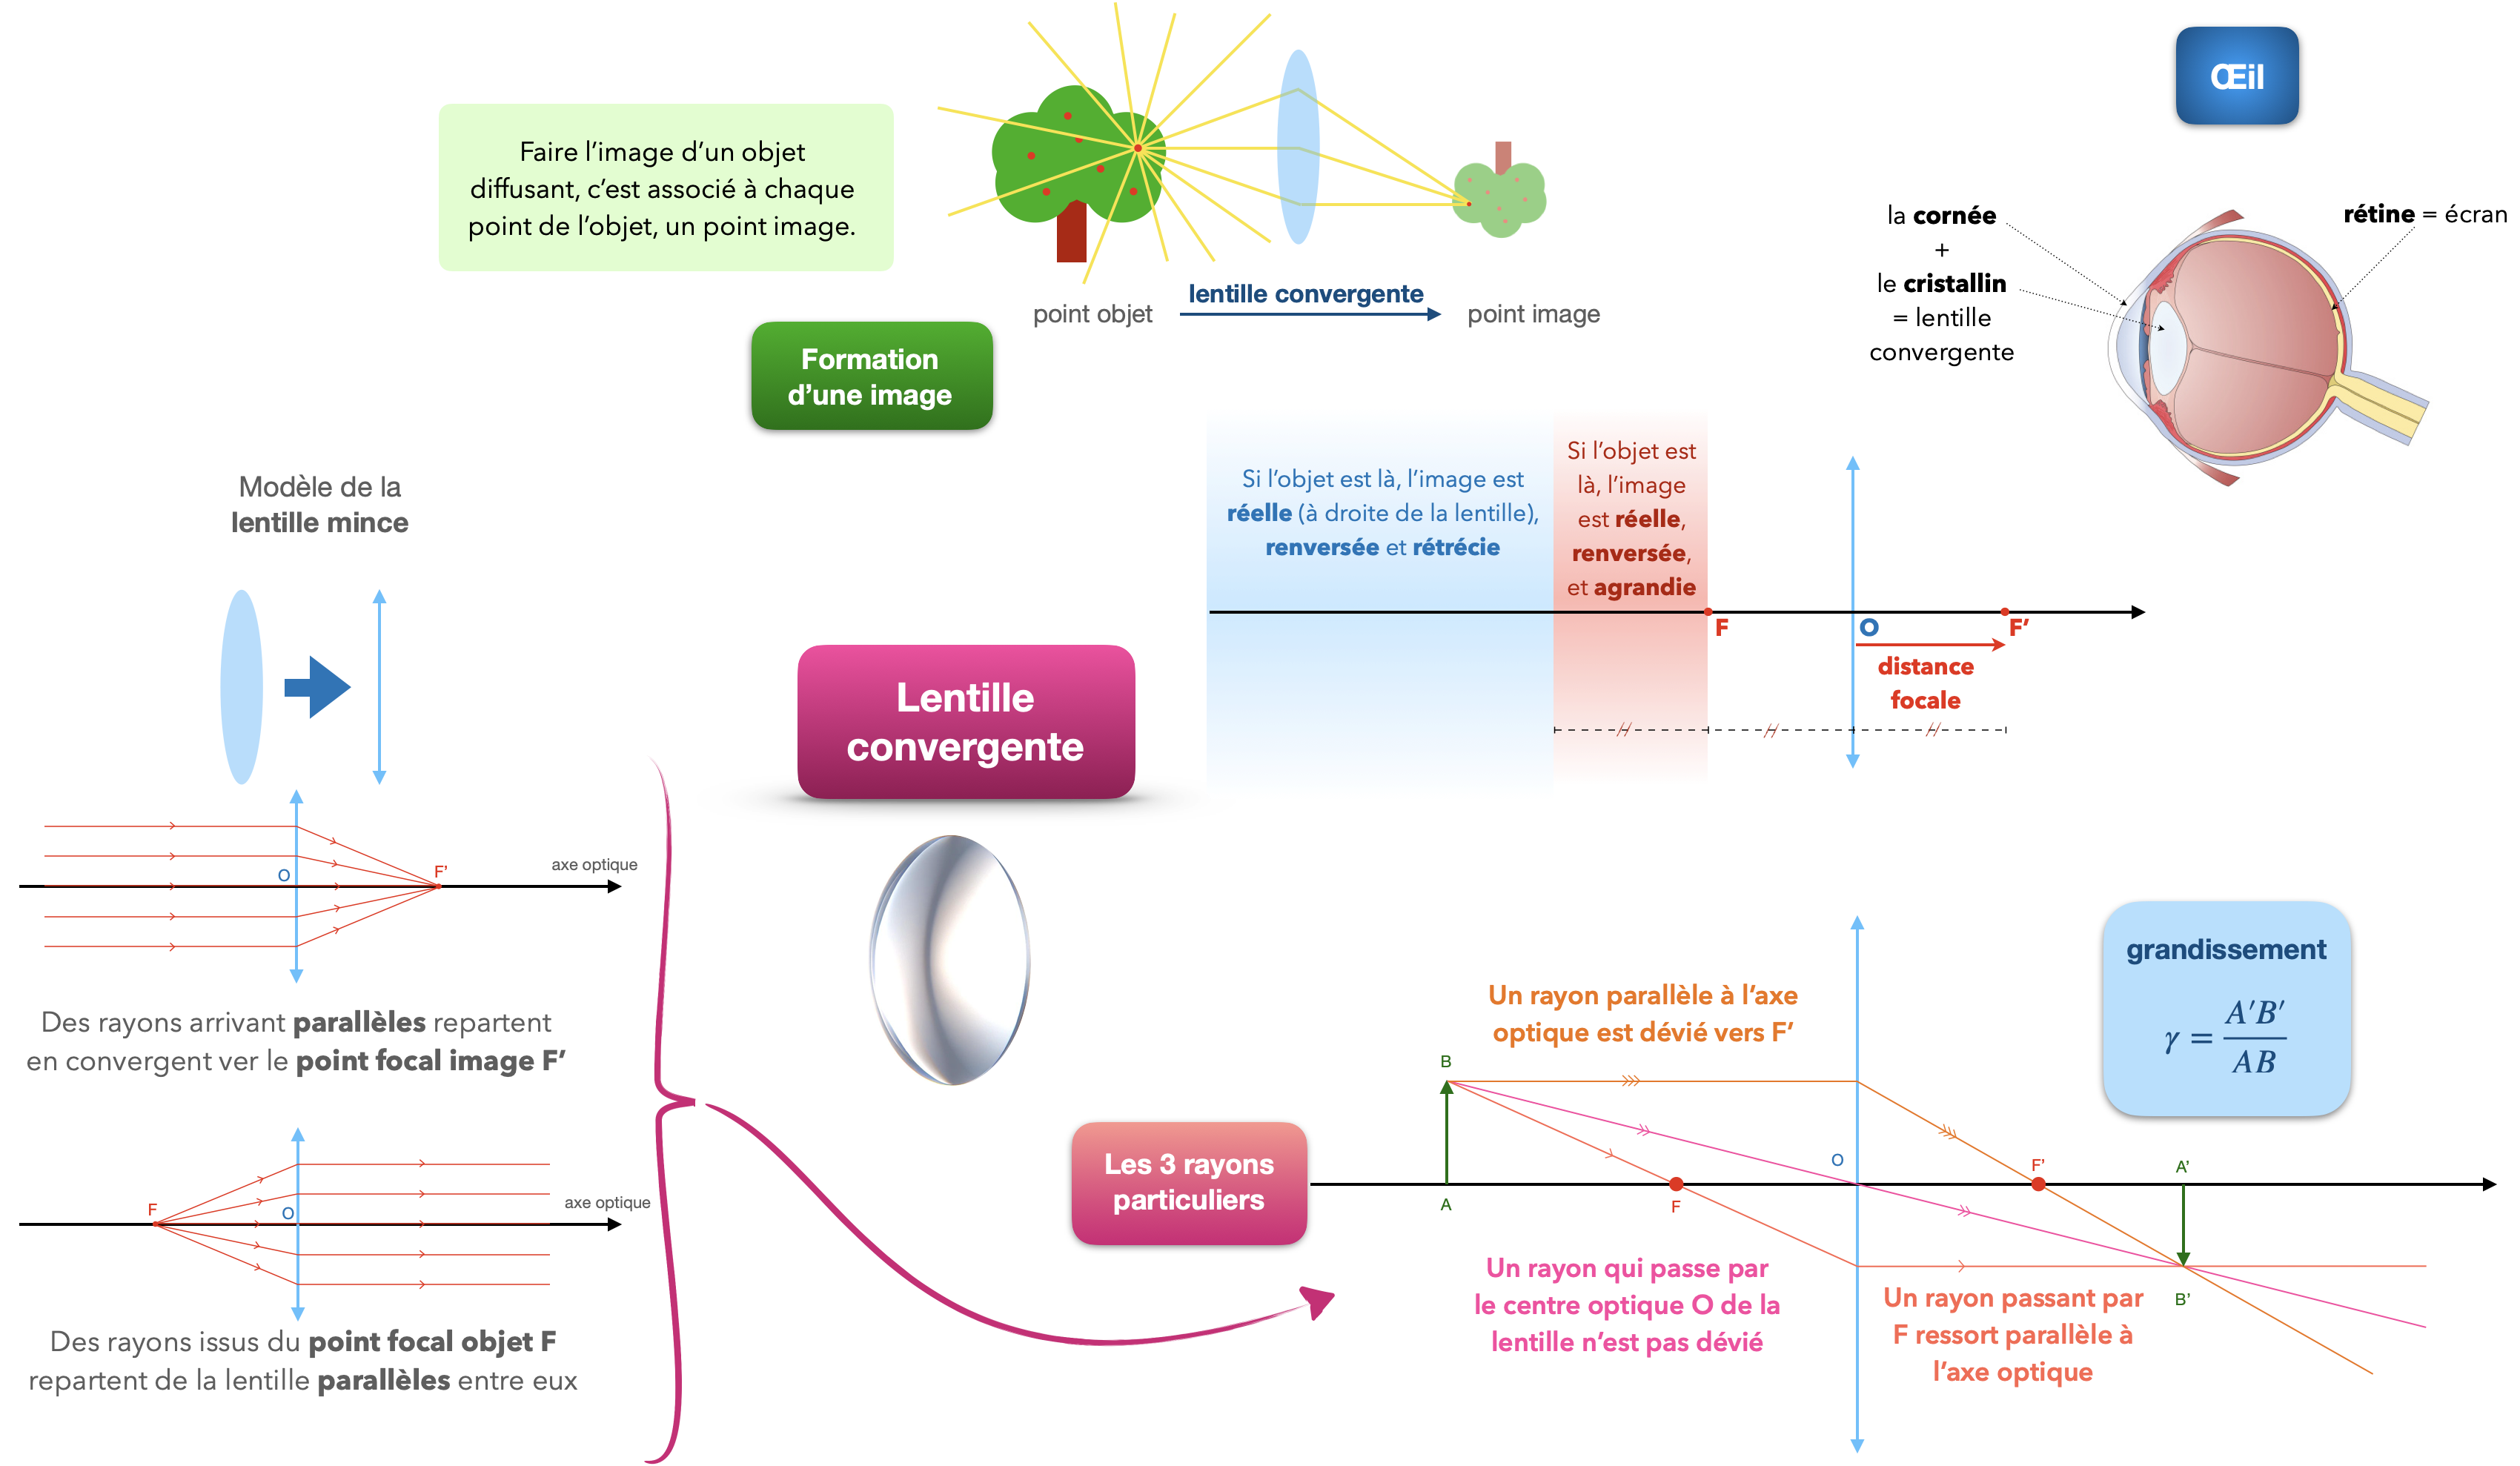 Œil
Faire l’image d’un objet
diffusant, c’est associé à chaque
point de l’objet, un point image.
point objet
lentille convergente
point image
la cornée
+
le cristallin
= lentille
convergente
rétine = écran
Formation
d’une image
Modèle de la
lentille mince
Si l’objet est là, l’image est
réelle (à droite de la lentille),
renversée et rétrécie
Si l’objet est
là, l’image
est réelle,
renversée,
et agrandie
F
O
F’
distance
focale
Lentille
convergente
O
F’
axe optique
Des rayons arrivant parallèles repartent
en convergent ver le point focal image F’
F
O
axe optique
Des rayons issus du point focal objet F
repartent de la lentille parallèles entre eux
Les 3 rayons
particuliers
Un rayon parallèle à l’axe
optique est dévié vers F’
B
A
F
O
F’
A’
B’
Un rayon qui passe par
le centre optique O de la
lentille n’est pas dévié
Un rayon passant par
F ressort parallèle à
l’axe optique
grandissement
γ = A′B′ / AB